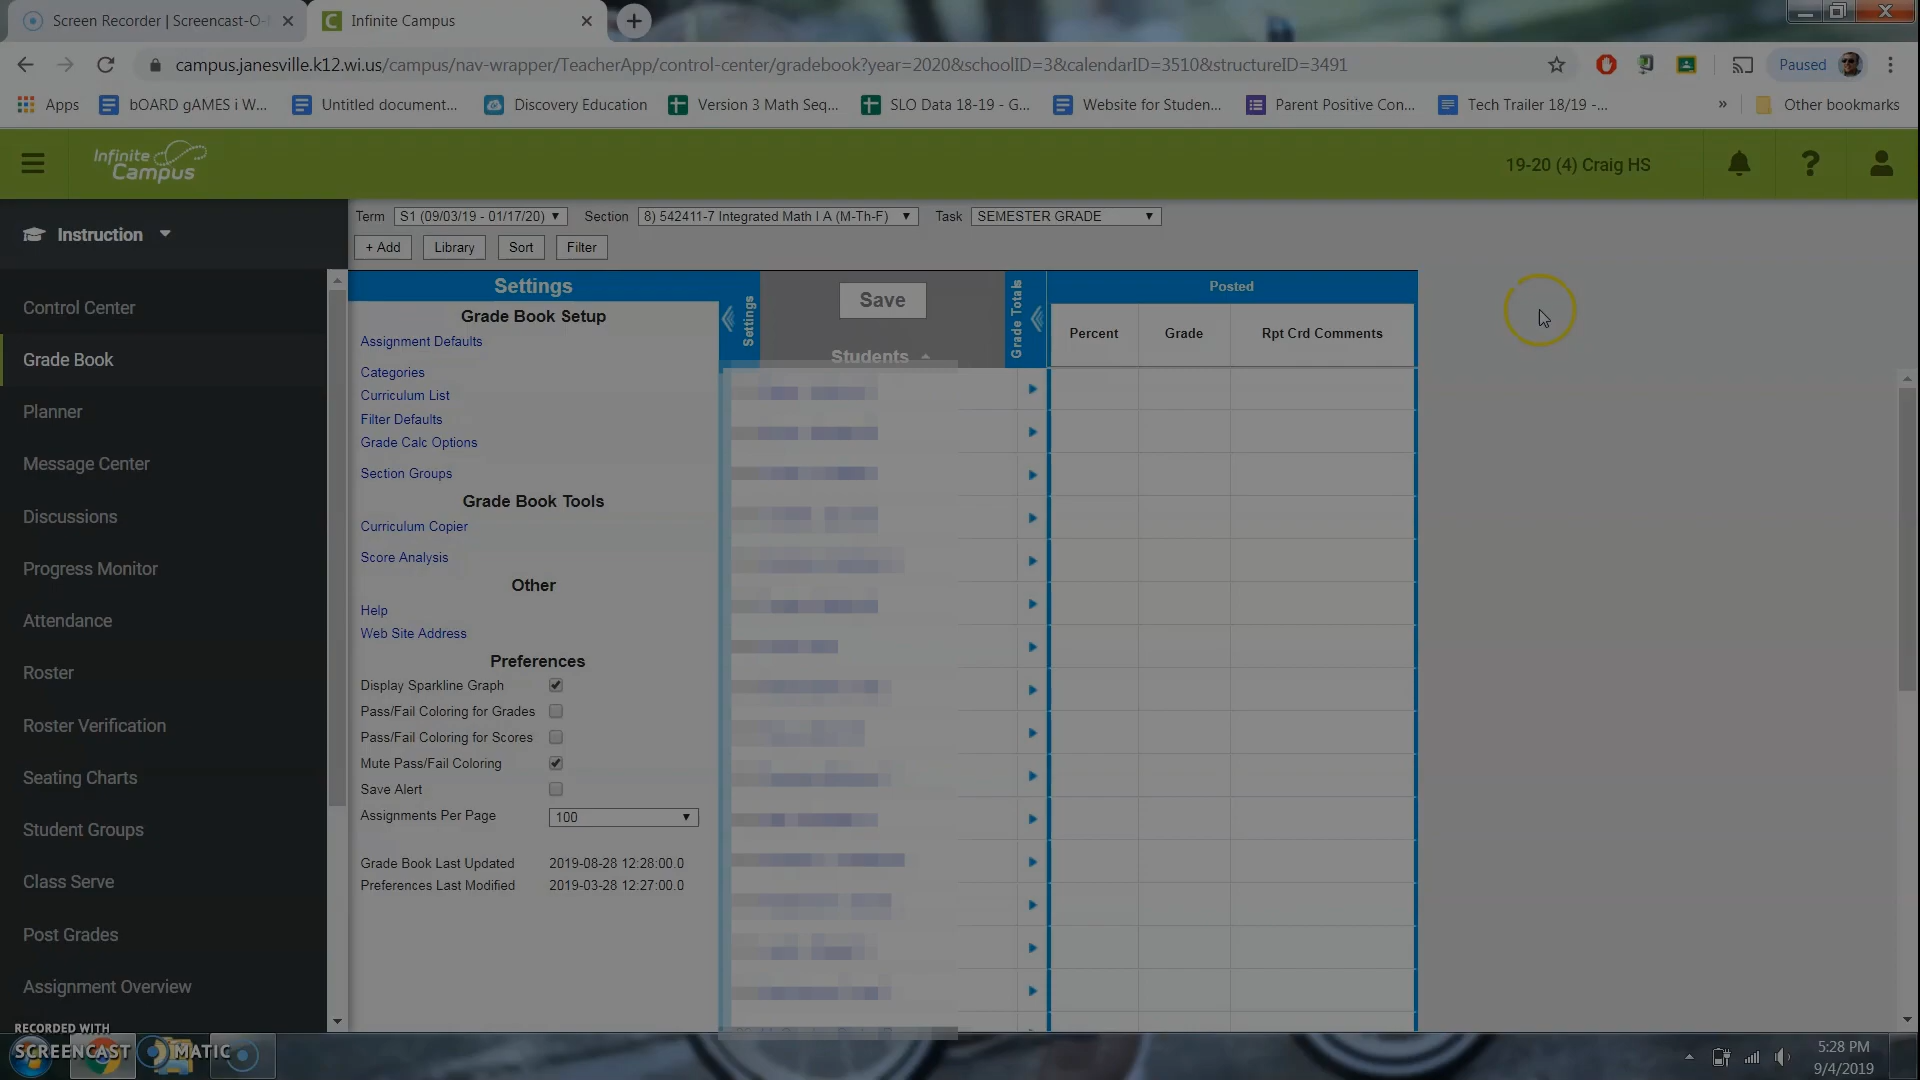 Screen Recorder | Screencast-O-
Infinite Campus
campus.janesville.k12.wi.us/campus/nav-wrapper/TeacherApp/control-center/gradebook?year=2020&schoolID=3&calendarID=3510&structureID=3491
Paused
Apps
bOARD gAMES i W...
Untitled document...
Discovery Education
Version 3 Math Seq...
SLO Data 18-19 - G...
Website for Studen...
Parent Positive Con...
Tech Trailer 18/19 -...
»
Other bookmarks
Infinite Campus
19-20 (4) Craig HS
?
Instruction
Term S1 (09/03/19 - 01/17/20) Section 8) 542411-7 Integrated Math I A (M-Th-F) Task SEMESTER GRADE
+ Add Library Sort Filter
Control Center
Grade Book
Planner
Message Center
Discussions
Progress Monitor
Attendance
Roster
Roster Verification
Seating Charts
Student Groups
Class Serve
Post Grades
Assignment Overview
Settings
Grade Book Setup
Assignment Defaults
Categories
Curriculum List
Filter Defaults
Grade Calc Options
Section Groups
Grade Book Tools
Curriculum Copier
Score Analysis
Other
Help
Web Site Address
Preferences
Display Sparkline Graph
Pass/Fail Coloring for Grades
Pass/Fail Coloring for Scores
Mute Pass/Fail Coloring
Save Alert
Assignments Per Page 100
Grade Book Last Updated 2019-08-28 12:28:00.0
Preferences Last Modified 2019-03-28 12:27:00.0
Settings
Save
Students
Grade Totals
Posted
Percent Grade Rpt Crd Comments
RECORDED WITH
SCREENCAST MATIC
5:28 PM
9/4/2019